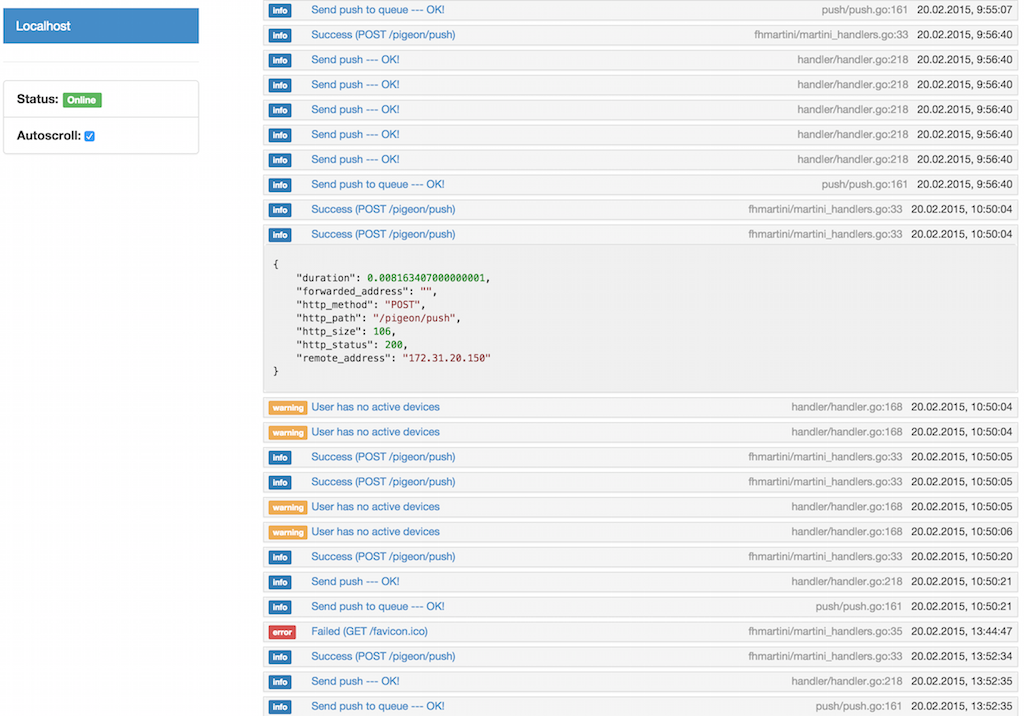 Localhost
Status: Online
Autoscroll:
info Send push to queue --- OK! push/push.go:161 20.02.2015, 9:55:07
info Success (POST /pigeon/push) fhmartini/martini_handlers.go:33 20.02.2015, 9:56:40
info Send push --- OK! handler/handler.go:218 20.02.2015, 9:56:40
info Send push --- OK! handler/handler.go:218 20.02.2015, 9:56:40
info Send push --- OK! handler/handler.go:218 20.02.2015, 9:56:40
info Send push --- OK! handler/handler.go:218 20.02.2015, 9:56:40
info Send push --- OK! handler/handler.go:218 20.02.2015, 9:56:40
info Send push to queue --- OK! push/push.go:161 20.02.2015, 9:56:40
info Success (POST /pigeon/push) fhmartini/martini_handlers.go:33 20.02.2015, 10:50:04
info Success (POST /pigeon/push) fhmartini/martini_handlers.go:33 20.02.2015, 10:50:04
{
"duration": 0.008163407000000001,
"forwarded_address": "",
"http_method": "POST",
"http_path": "/pigeon/push",
"http_size": 106,
"http_status": 200,
"remote_address": "172.31.20.150"
}
warning User has no active devices handler/handler.go:168 20.02.2015, 10:50:04
warning User has no active devices handler/handler.go:168 20.02.2015, 10:50:04
info Success (POST /pigeon/push) fhmartini/martini_handlers.go:33 20.02.2015, 10:50:05
info Success (POST /pigeon/push) fhmartini/martini_handlers.go:33 20.02.2015, 10:50:05
warning User has no active devices handler/handler.go:168 20.02.2015, 10:50:05
warning User has no active devices handler/handler.go:168 20.02.2015, 10:50:06
info Success (POST /pigeon/push) fhmartini/martini_handlers.go:33 20.02.2015, 10:50:20
info Send push --- OK! handler/handler.go:218 20.02.2015, 10:50:21
info Send push to queue --- OK! push/push.go:161 20.02.2015, 10:50:21
error Failed (GET /favicon.ico) fhmartini/martini_handlers.go:35 20.02.2015, 13:44:47
info Success (POST /pigeon/push) fhmartini/martini_handlers.go:33 20.02.2015, 13:52:34
info Send push --- OK! handler/handler.go:218 20.02.2015, 13:52:35
info Send push to queue --- OK! push/push.go:161 20.02.2015, 13:52:35